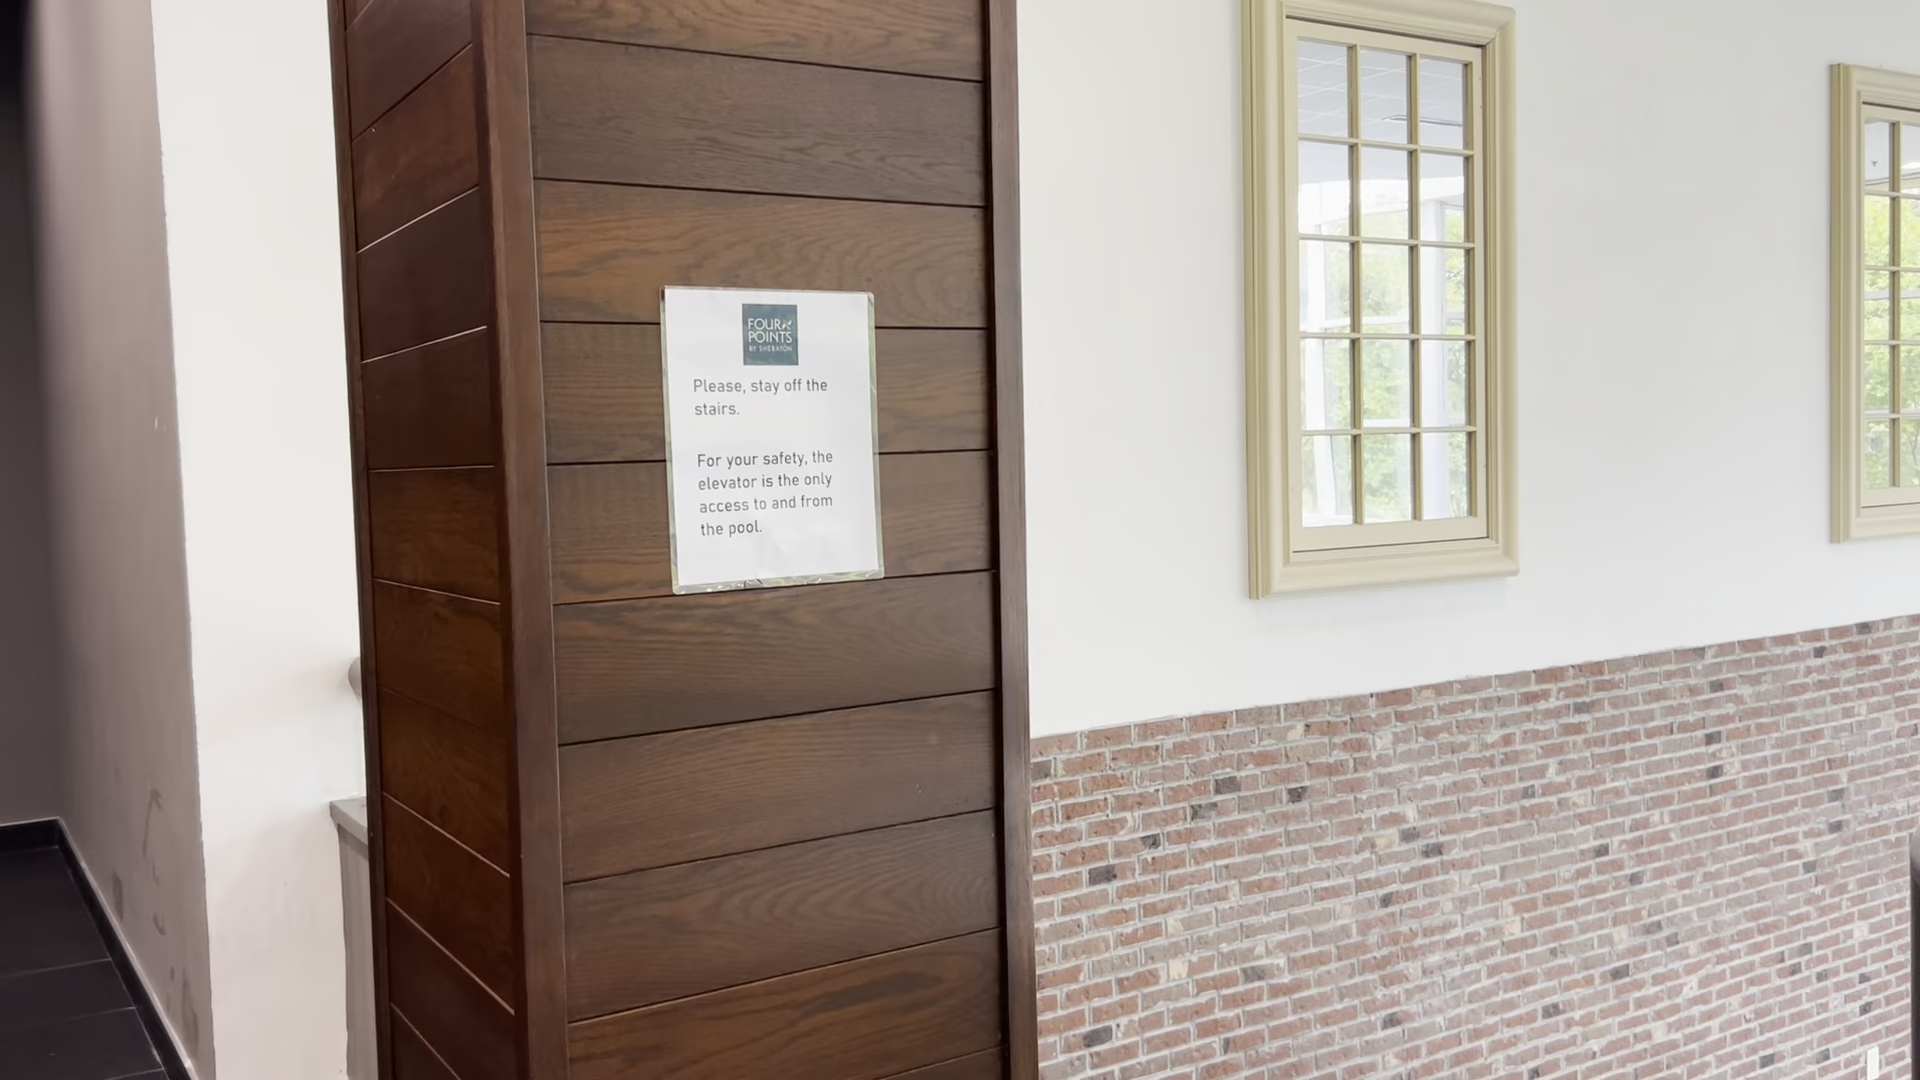 FOUR
POINTS
BY SHERATON
Please, stay off the
stairs.
For your safety, the
elevator is the only
access to and from
the pool.